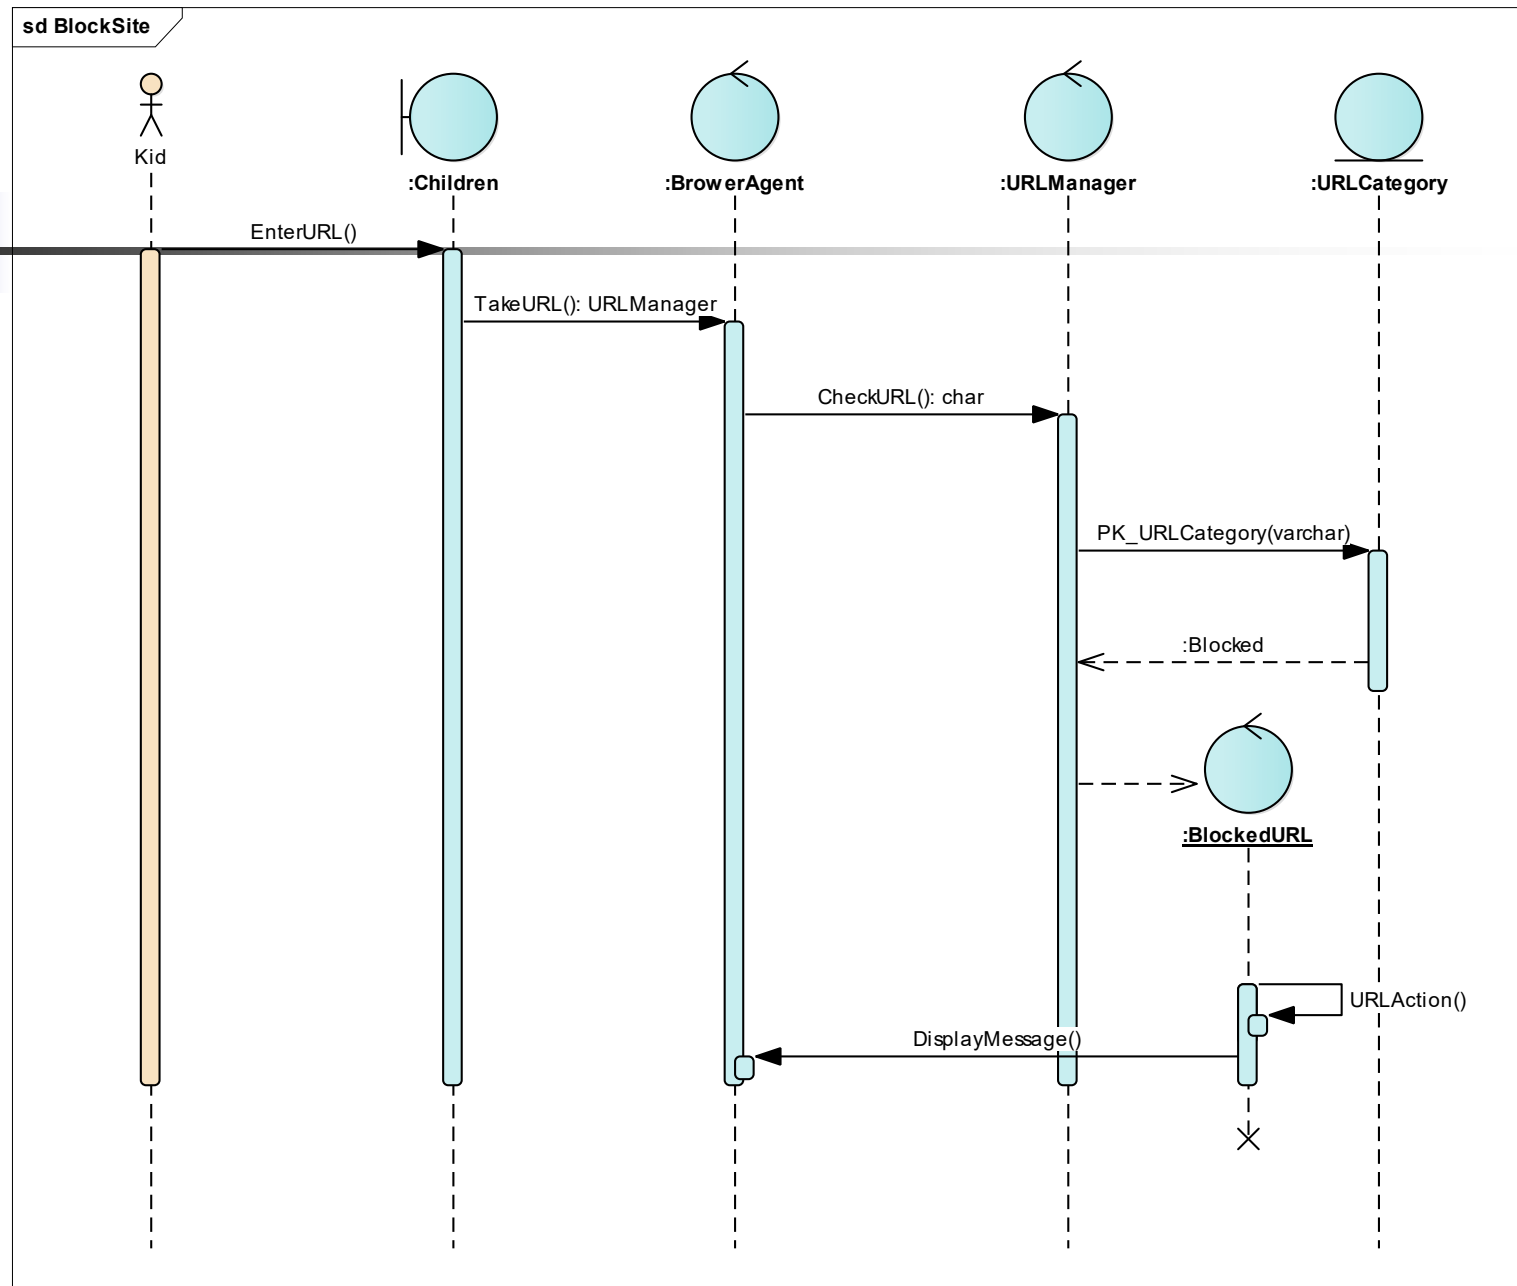 sd BlockSite
Kid
:Children
:BrowerAgent
:URLManager
:URLCategory
EnterURL()
TakeURL(): URLManager
CheckURL(): char
PK_URLCategory(varchar)
:Blocked
:BlockedURL
URLAction()
DisplayMessage()